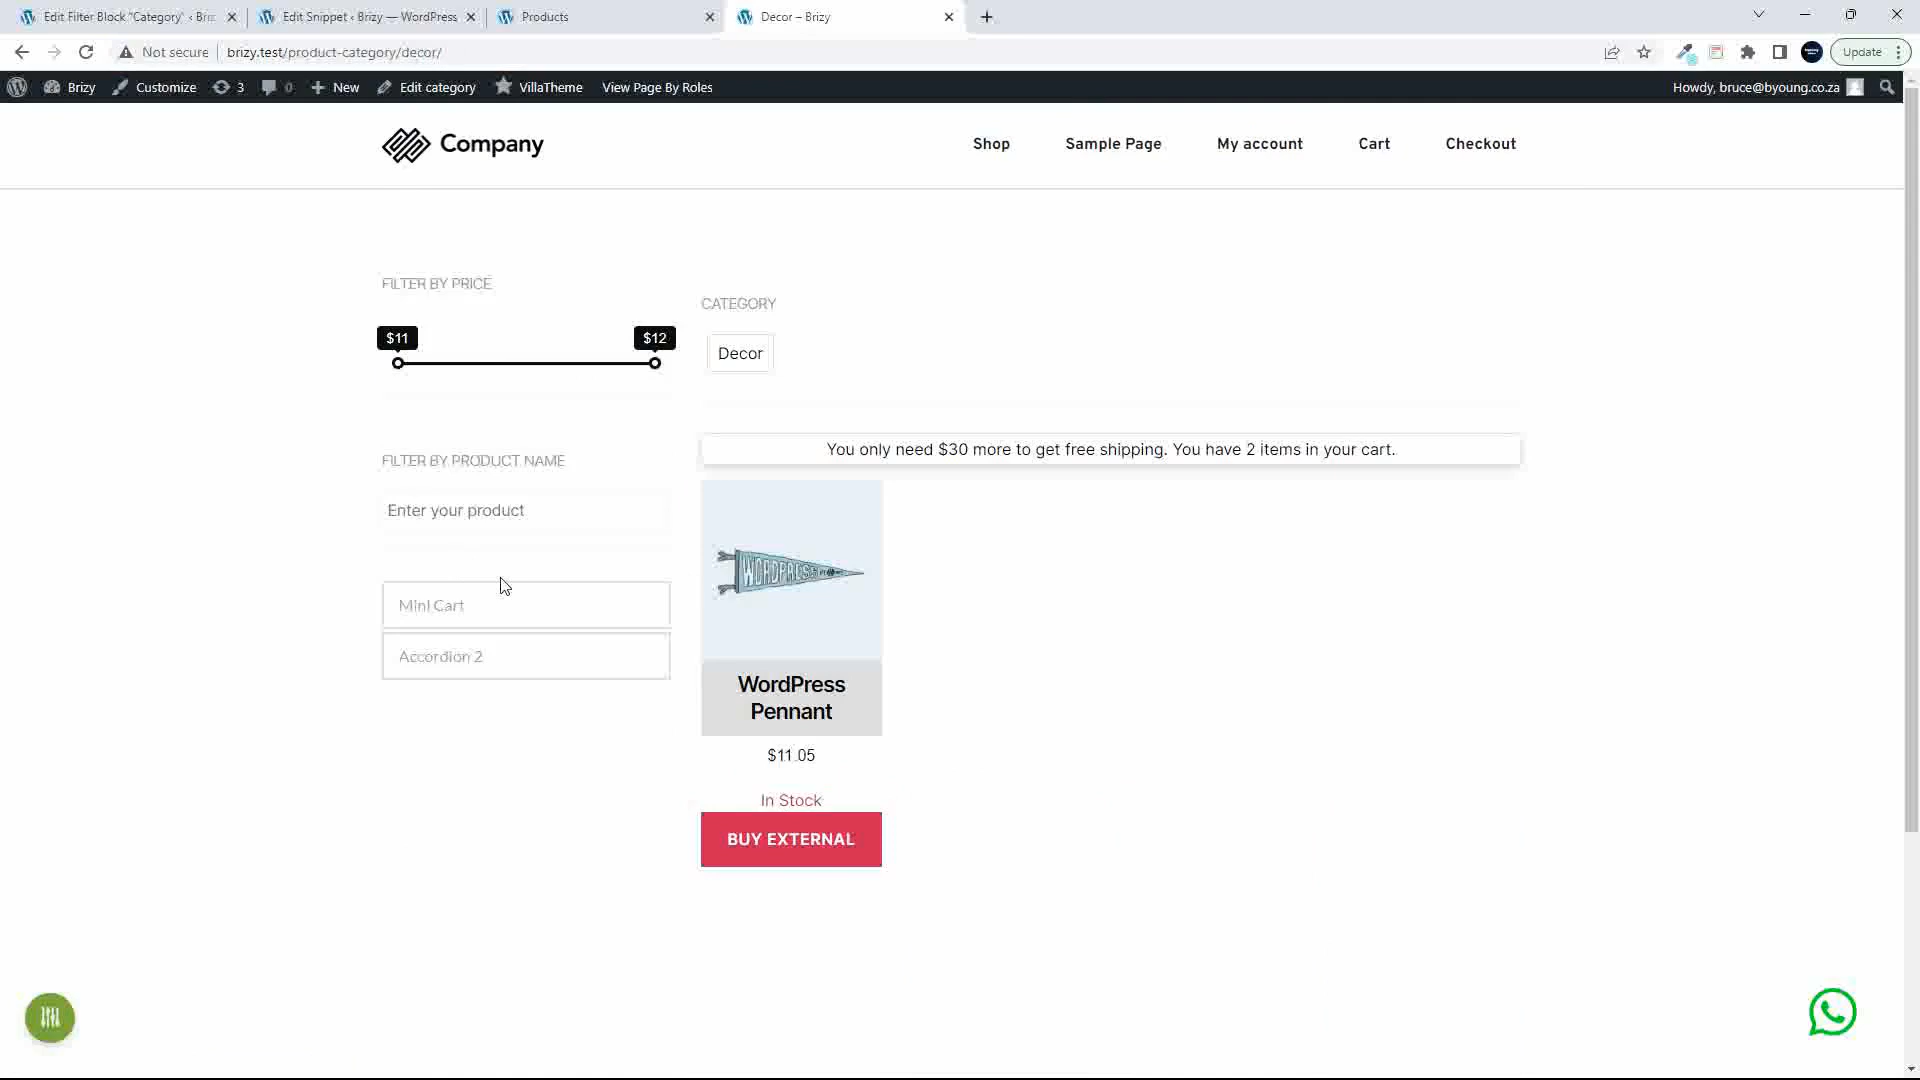 Edit Filter Block "Category" ‹ Bri
Edit Snippet ‹ Brizy — WordPress
Products
Decor – Brizy
Not secure
brizy.test/product-category/decor/
Update
Brizy
Customize
3
0
New
Edit category
VillaTheme
View Page By Roles
Howdy, bruce@byoung.co.za
Company
Shop
Sample Page
My account
Cart
Checkout
FILTER BY PRICE
CATEGORY
$11
$12
Decor
You only need $30 more to get free shipping. You have 2 items in your cart.
FILTER BY PRODUCT NAME
Enter your product
WORDPRESS
Mini Cart
Accordion 2
WordPress
Pennant
$11.05
In Stock
BUY EXTERNAL